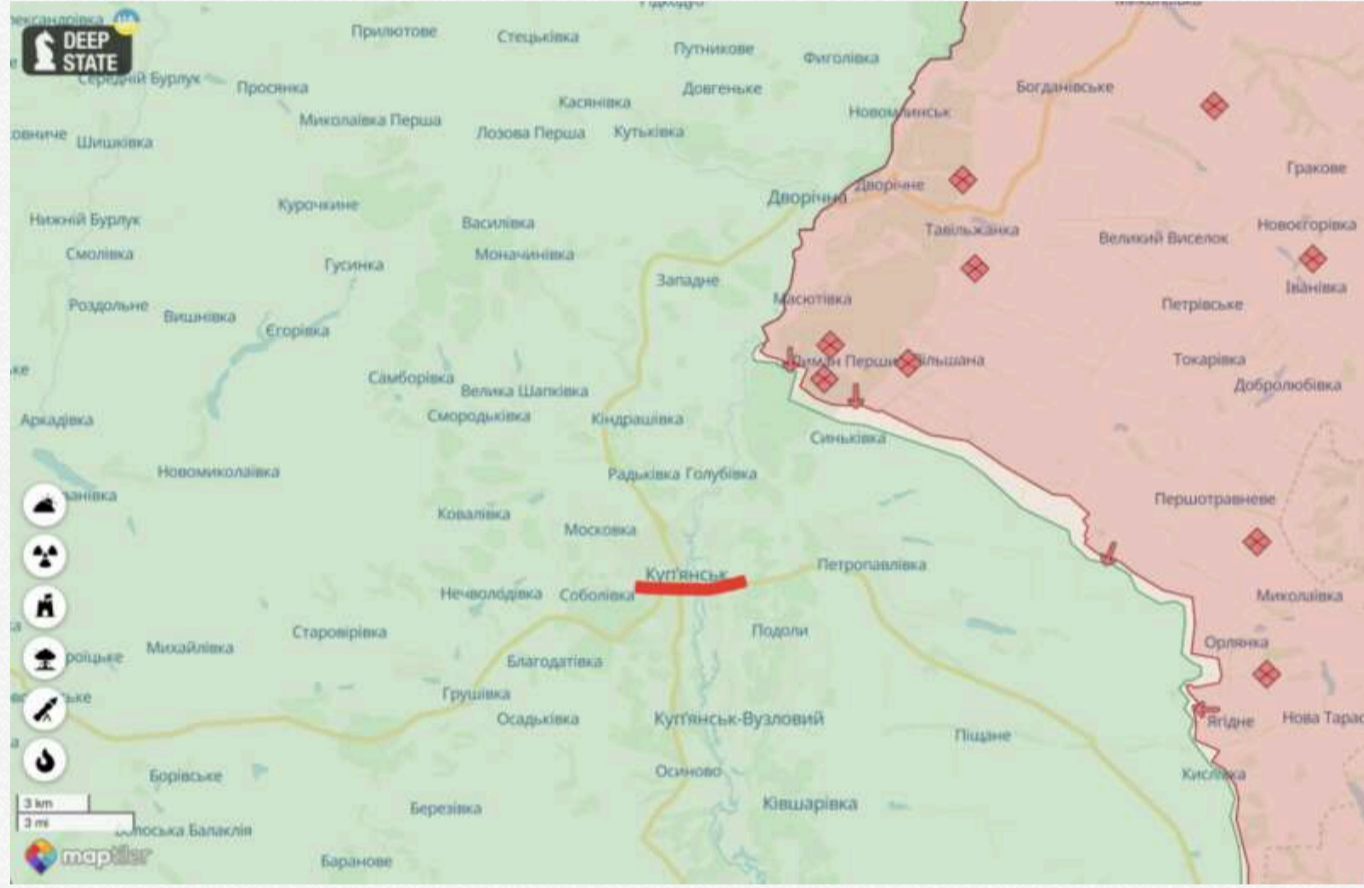 DEEP
STATE
Прилютове
Стецьківка
Путникове
Фиголівка
Середній Бурлук
Просянка
Довгеньке
Богданівське
Касянівка
Новомлинськ
Миколаївка Перша
Лозова Перша
Кутьківка
Шишківка
Гракове
Дворічна
Дворічне
Курочкине
Нижній Бурлук
Василівка
Тавільжанка
Новоєгорівка
Великий Виселок
Смолівка
Моначинівка
Гусинка
Западне
Іванівка
Роздольне
Масютівка
Петрівське
Вишнівка
Єгорівка
Лиман Перши
Вільшана
Токарівка
Самборівка
Добролюбівка
Велика Шапківка
Аркадівка
Смородьківка
Кіндрашівка
Синьківка
Новомиколаївка
Радьківка
Голубівка
Першотравневе
Ковалівка
Московка
Петропавлівка
Куп'янськ
Нечволодівка
Соболівка
Миколаївка
Старовірівка
Подоли
Михайлівка
Орлянка
Благодатівка
Грушівка
Осадьківка
Куп'янськ-Вузловий
Ягідне
Нова Тарас
Піщане
Борівське
Осиново
Кислівка
3 km
Березівка
Ківшарівка
3 mi
Волоська Балаклія
maptiler
Баранове